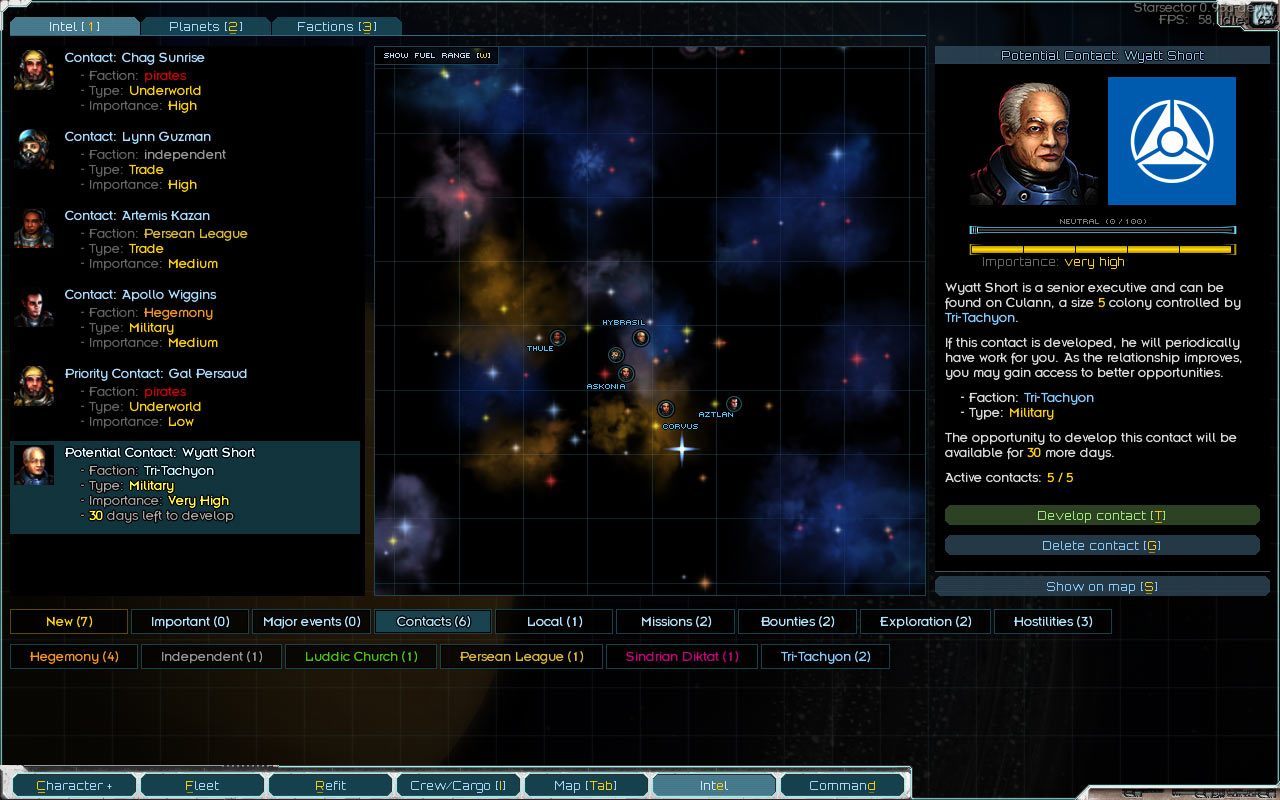 Starsector 0.95a-dev
Intel [1] Planets [2] Factions [3]
FPS: 58, Idle:
Contact: Chag Sunrise
- Faction: pirates
- Type: Underworld
- Importance: High
Contact: Lynn Guzman
- Faction: independent
- Type: Trade
- Importance: High
Contact: Artemis Kazan
- Faction: Persean League
- Type: Trade
- Importance: Medium
Contact: Apollo Wiggins
- Faction: Hegemony
- Type: Military
- Importance: Medium
Priority Contact: Gal Persaud
- Faction: pirates
- Type: Underworld
- Importance: Low
Potential Contact: Wyatt Short
- Faction: Tri-Tachyon
- Type: Military
- Importance: Very High
- 30 days left to develop
SHOW FUEL RANGE [W]
HYBRASIL
THULE
ASKONIA
AZTLAN
CORVUS
Potential Contact: Wyatt Short
NEUTRAL (0 / 100)
Importance: very high
Wyatt Short is a senior executive and can be
found on Culann, a size 5 colony controlled by
Tri-Tachyon.
If this contact is developed, he will periodically
have work for you. As the relationship improves,
you may gain access to better opportunities.
- Faction: Tri-Tachyon
- Type: Military
The opportunity to develop this contact will be
available for 30 more days.
Active contacts: 5 / 5
Develop contact [T]
Delete contact [G]
Show on map [S]
New (7) Important (0) Major events (0) Contacts (6) Local (1) Missions (2) Bounties (2) Exploration (2) Hostilities (3)
Hegemony (4) Independent (1) Luddic Church (1) Persean League (1) Sindrian Diktat (1) Tri-Tachyon (2)
Character + Fleet Refit Crew/Cargo [I] Map [Tab] Intel Command